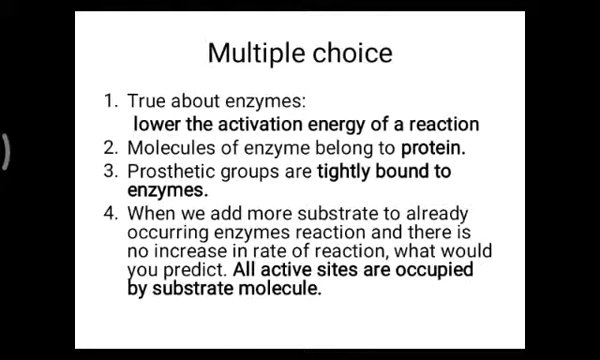 Multiple choice
1. True about enzymes:
lower the activation energy of a reaction
2. Molecules of enzyme belong to protein.
3. Prosthetic groups are tightly bound to
enzymes.
4. When we add more substrate to already
occurring enzymes reaction and there is
no increase in rate of reaction, what would
you predict. All active sites are occupied
by substrate molecule.